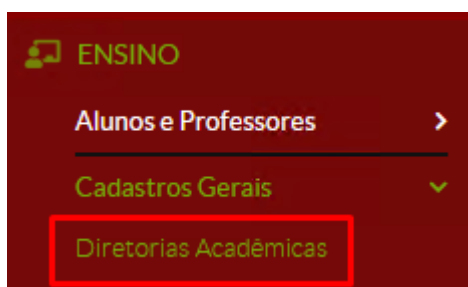 ENSINO
Alunos e Professores
Cadastros Gerais
Diretorias Acadêmicas